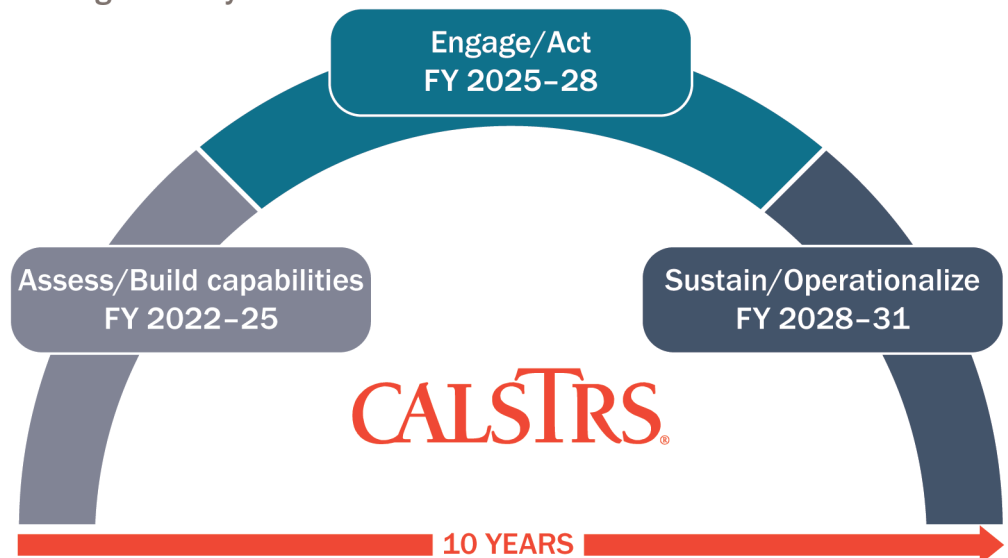 Engage/Act
FY 2025–28
Assess/Build capabilities
FY 2022–25
Sustain/Operationalize
FY 2028–31
CALSTRS®
10 YEARS